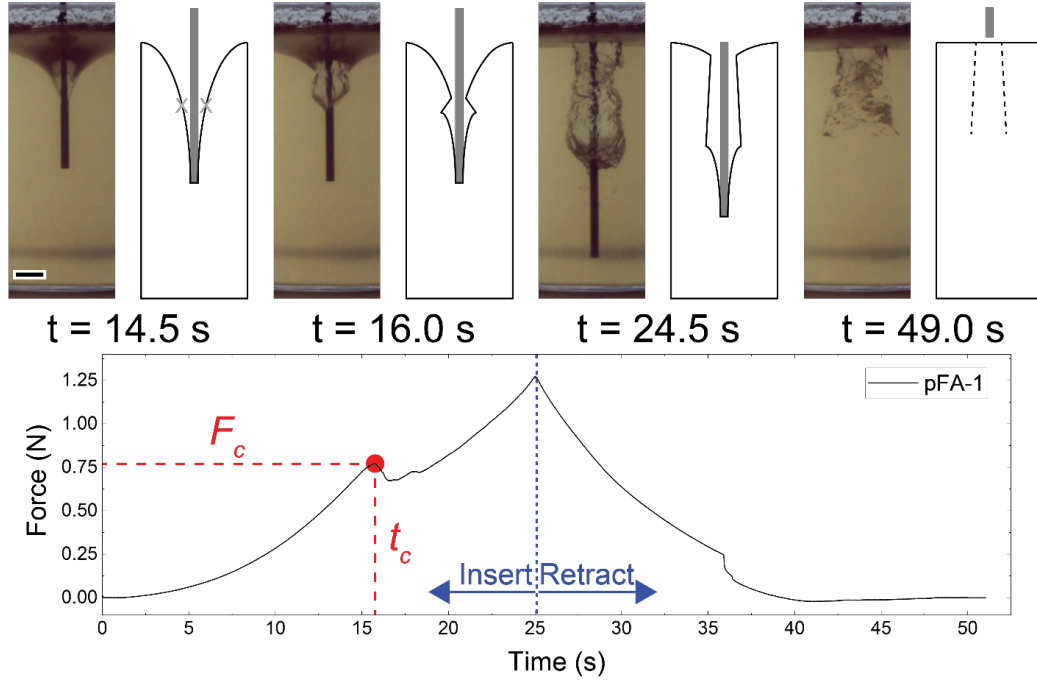 t = 14.5 s
t = 16.0 s
t = 24.5 s
t = 49.0 s
1.25
1.00
0.75
0.50
0.25
0.00
Force (N)
pFA-1
F_c
t_c
Insert Retract
0 5 10 15 20 25 30 35 40 45 50
Time (s)